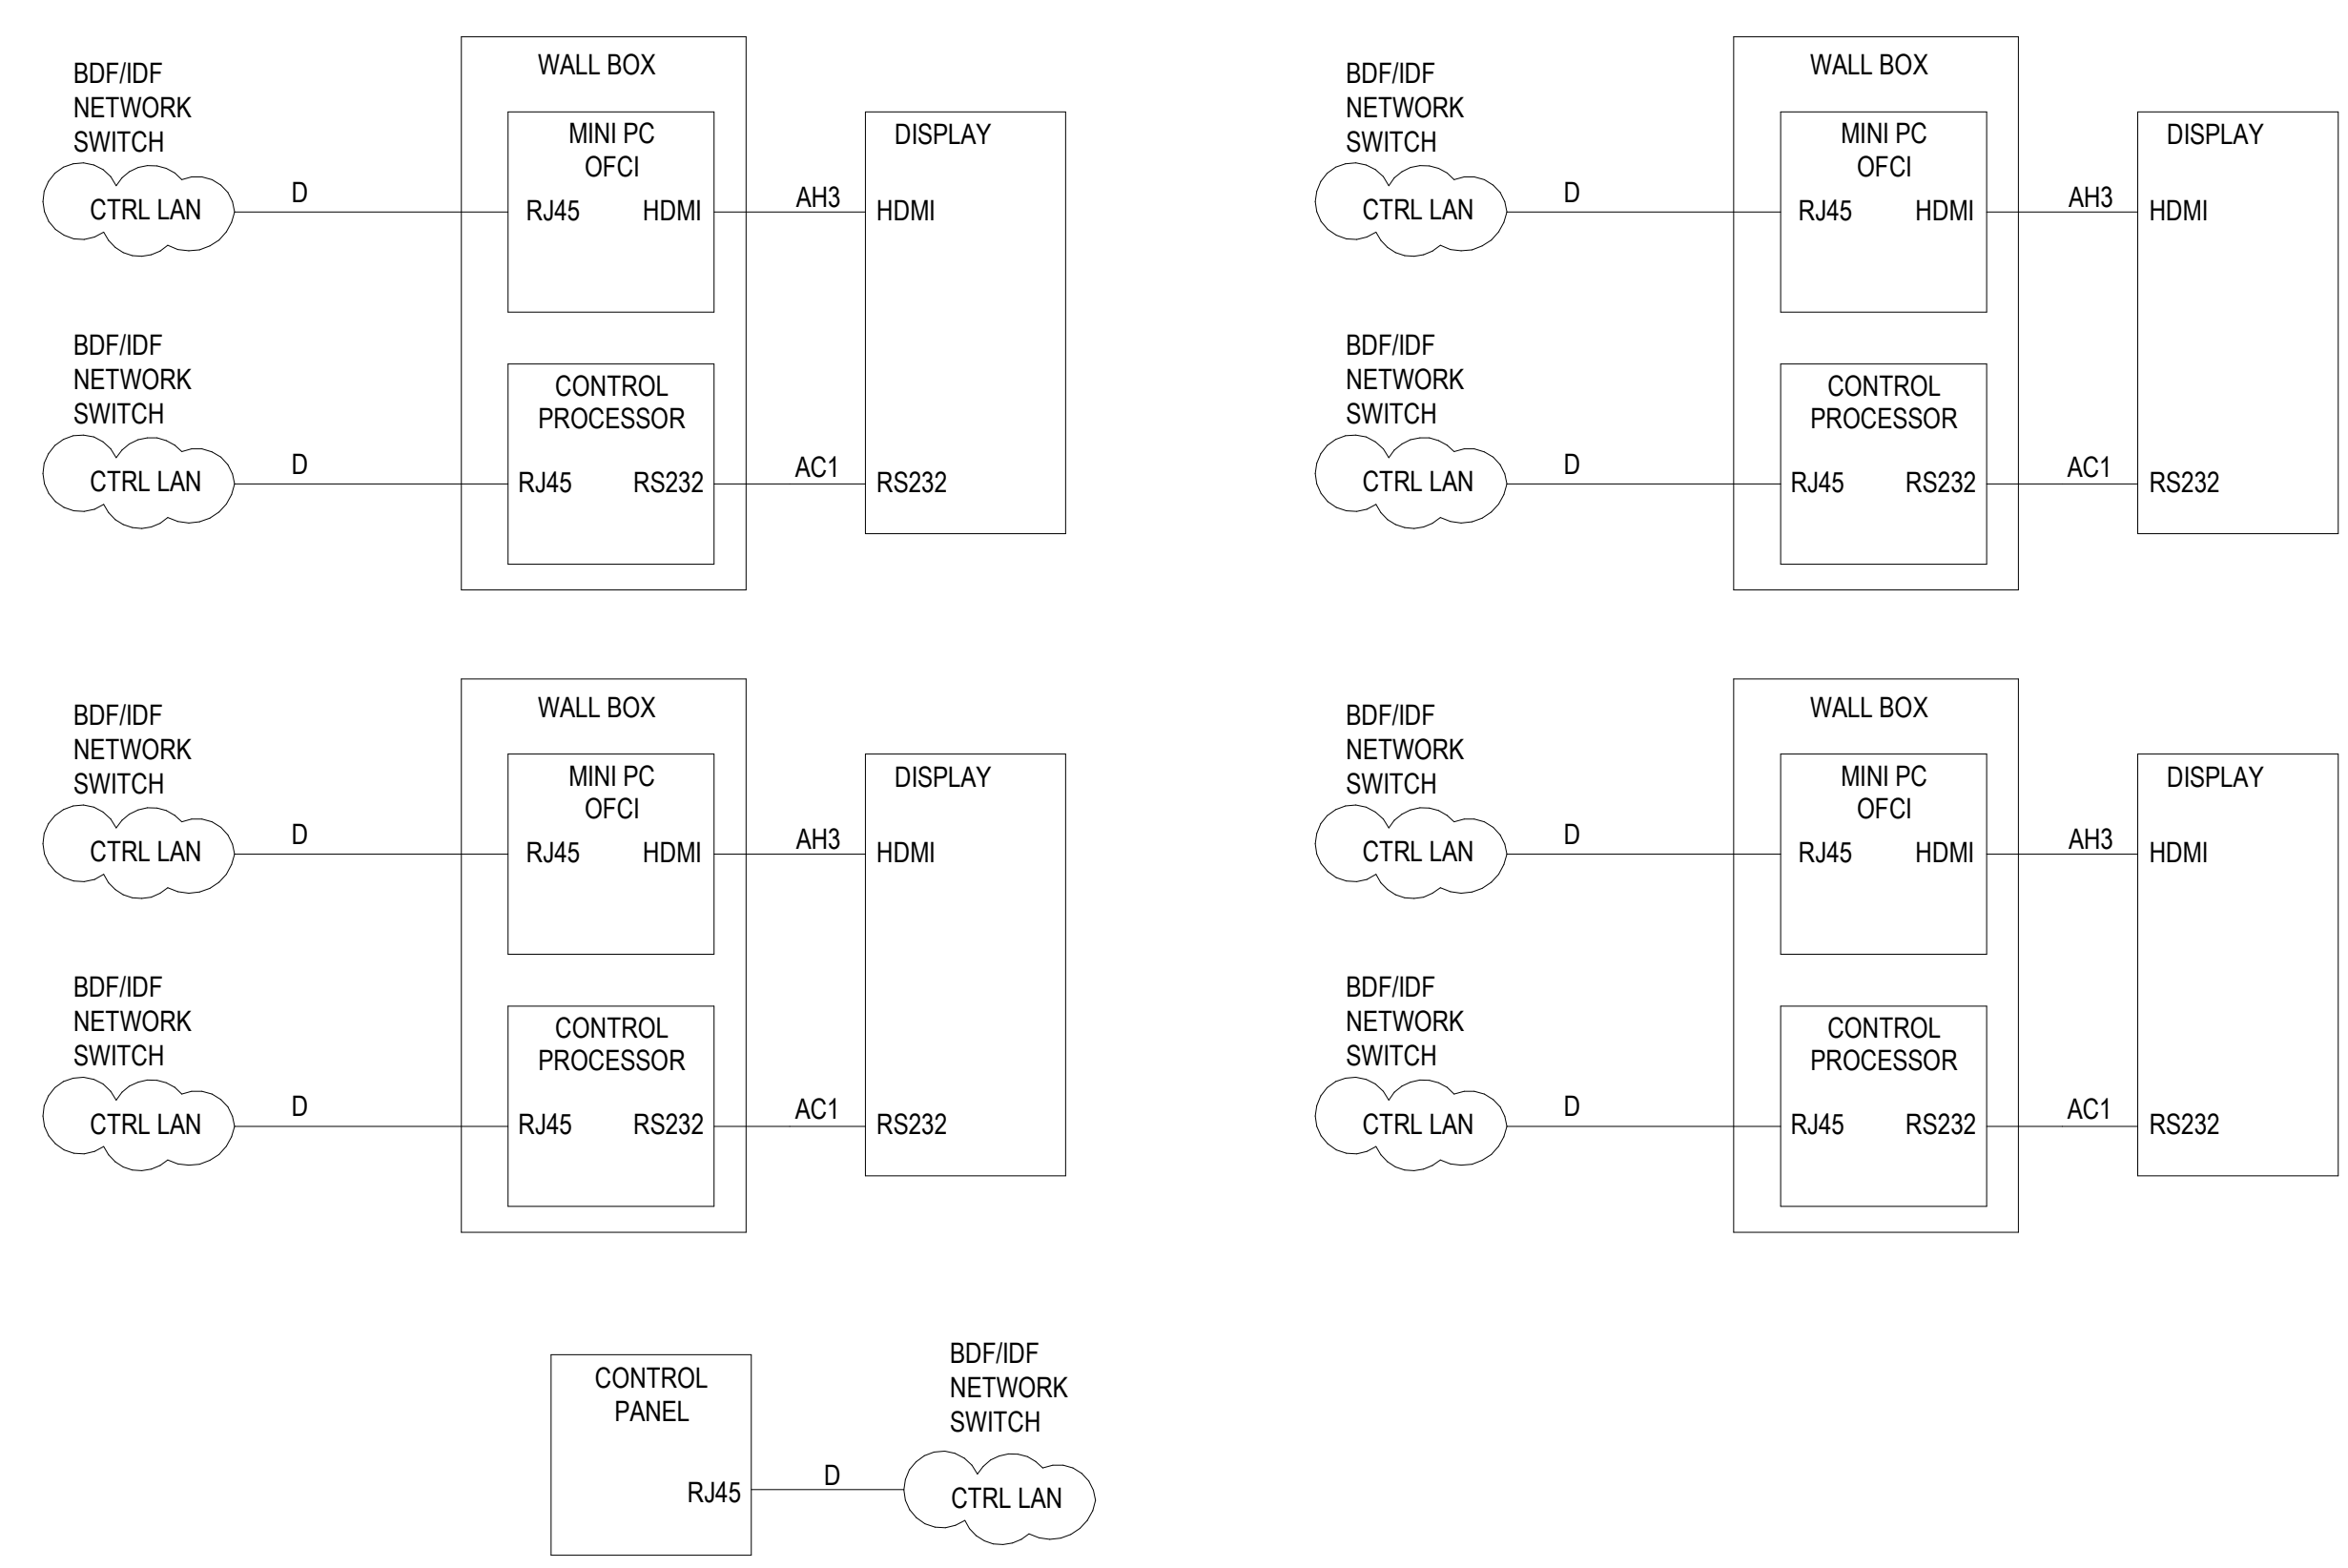 WALL BOX
BDF/IDF
NETWORK
SWITCH
CTRL LAN
D
MINI PC
OFCI
RJ45 HDMI
AH3
DISPLAY
HDMI
BDF/IDF
NETWORK
SWITCH
CTRL LAN
D
CONTROL
PROCESSOR
RJ45 RS232
AC1
RS232
WALL BOX
BDF/IDF
NETWORK
SWITCH
CTRL LAN
D
MINI PC
OFCI
RJ45 HDMI
AH3
DISPLAY
HDMI
BDF/IDF
NETWORK
SWITCH
CTRL LAN
D
CONTROL
PROCESSOR
RJ45 RS232
AC1
RS232
WALL BOX
BDF/IDF
NETWORK
SWITCH
CTRL LAN
D
MINI PC
OFCI
RJ45 HDMI
AH3
DISPLAY
HDMI
BDF/IDF
NETWORK
SWITCH
CTRL LAN
D
CONTROL
PROCESSOR
RJ45 RS232
AC1
RS232
WALL BOX
BDF/IDF
NETWORK
SWITCH
CTRL LAN
D
MINI PC
OFCI
RJ45 HDMI
AH3
DISPLAY
HDMI
BDF/IDF
NETWORK
SWITCH
CTRL LAN
D
CONTROL
PROCESSOR
RJ45 RS232
AC1
RS232
CONTROL
PANEL
RJ45
D
BDF/IDF
NETWORK
SWITCH
CTRL LAN